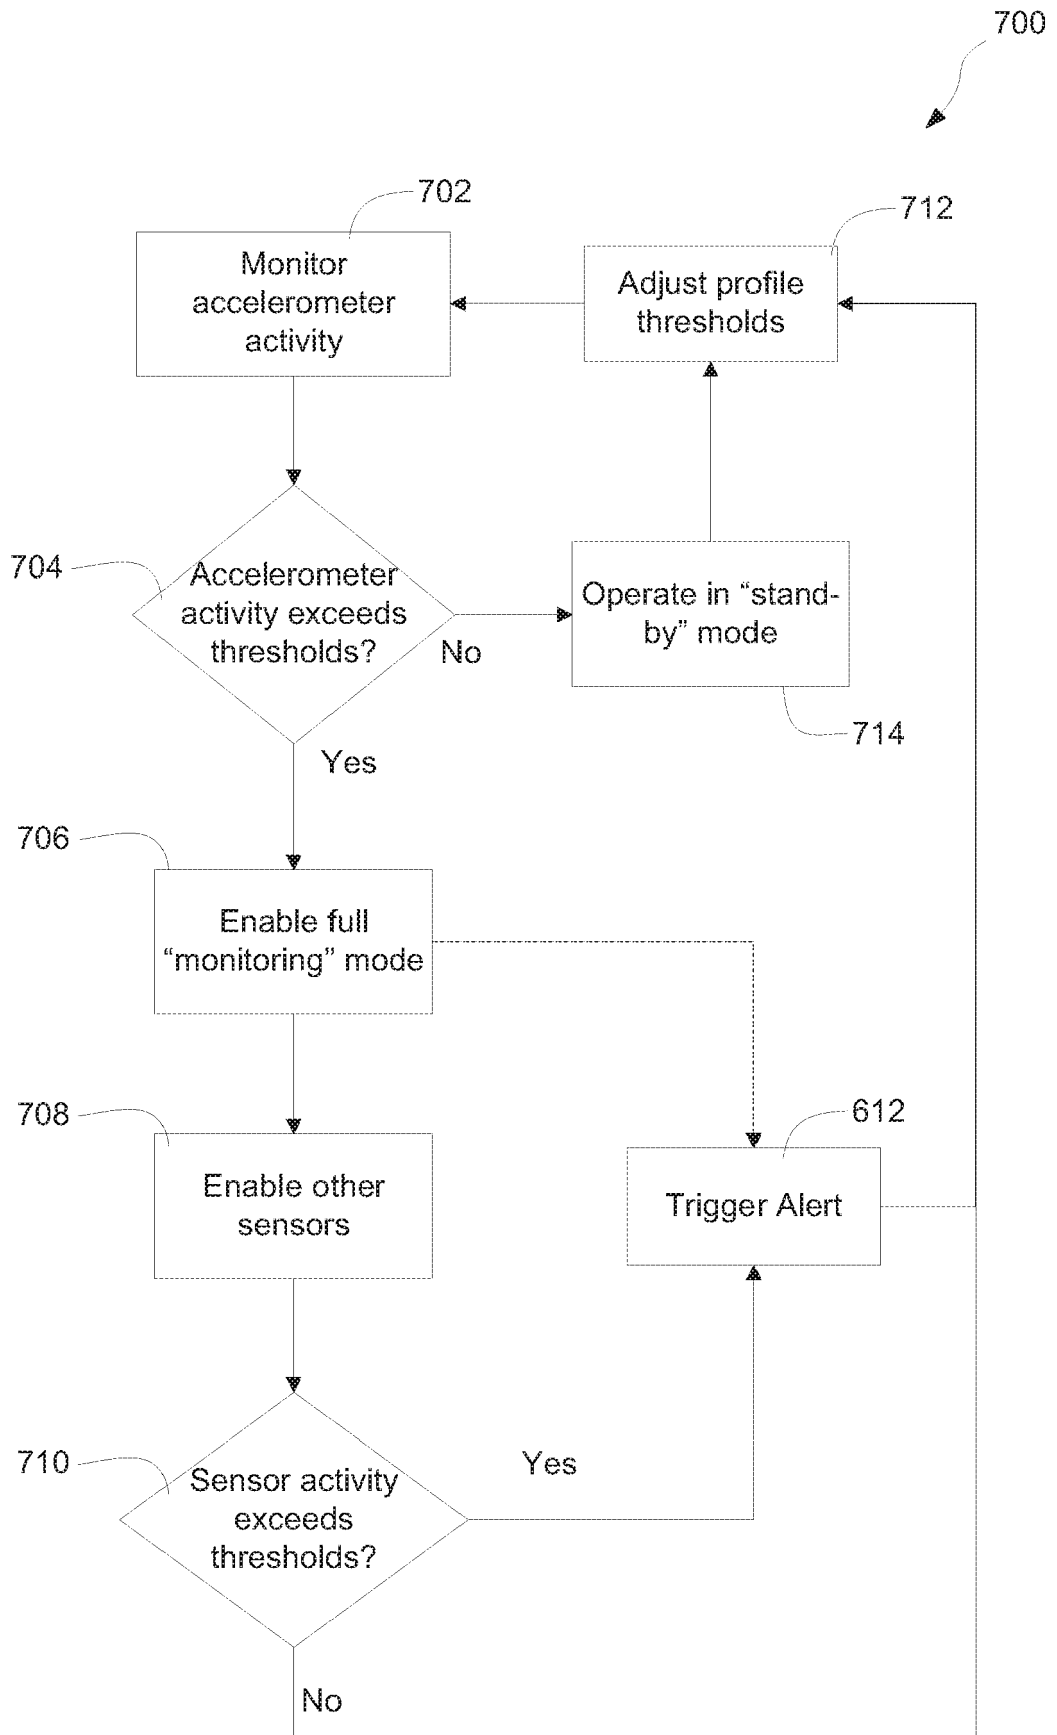 700
702
Monitor
accelerometer
activity
712
Adjust profile
thresholds
704
Accelerometer
activity exceeds
thresholds?
No
Operate in “stand-
by” mode
714
Yes
706
Enable full
“monitoring” mode
708
Enable other
sensors
612
Trigger Alert
710
Sensor activity
exceeds
thresholds?
Yes
No